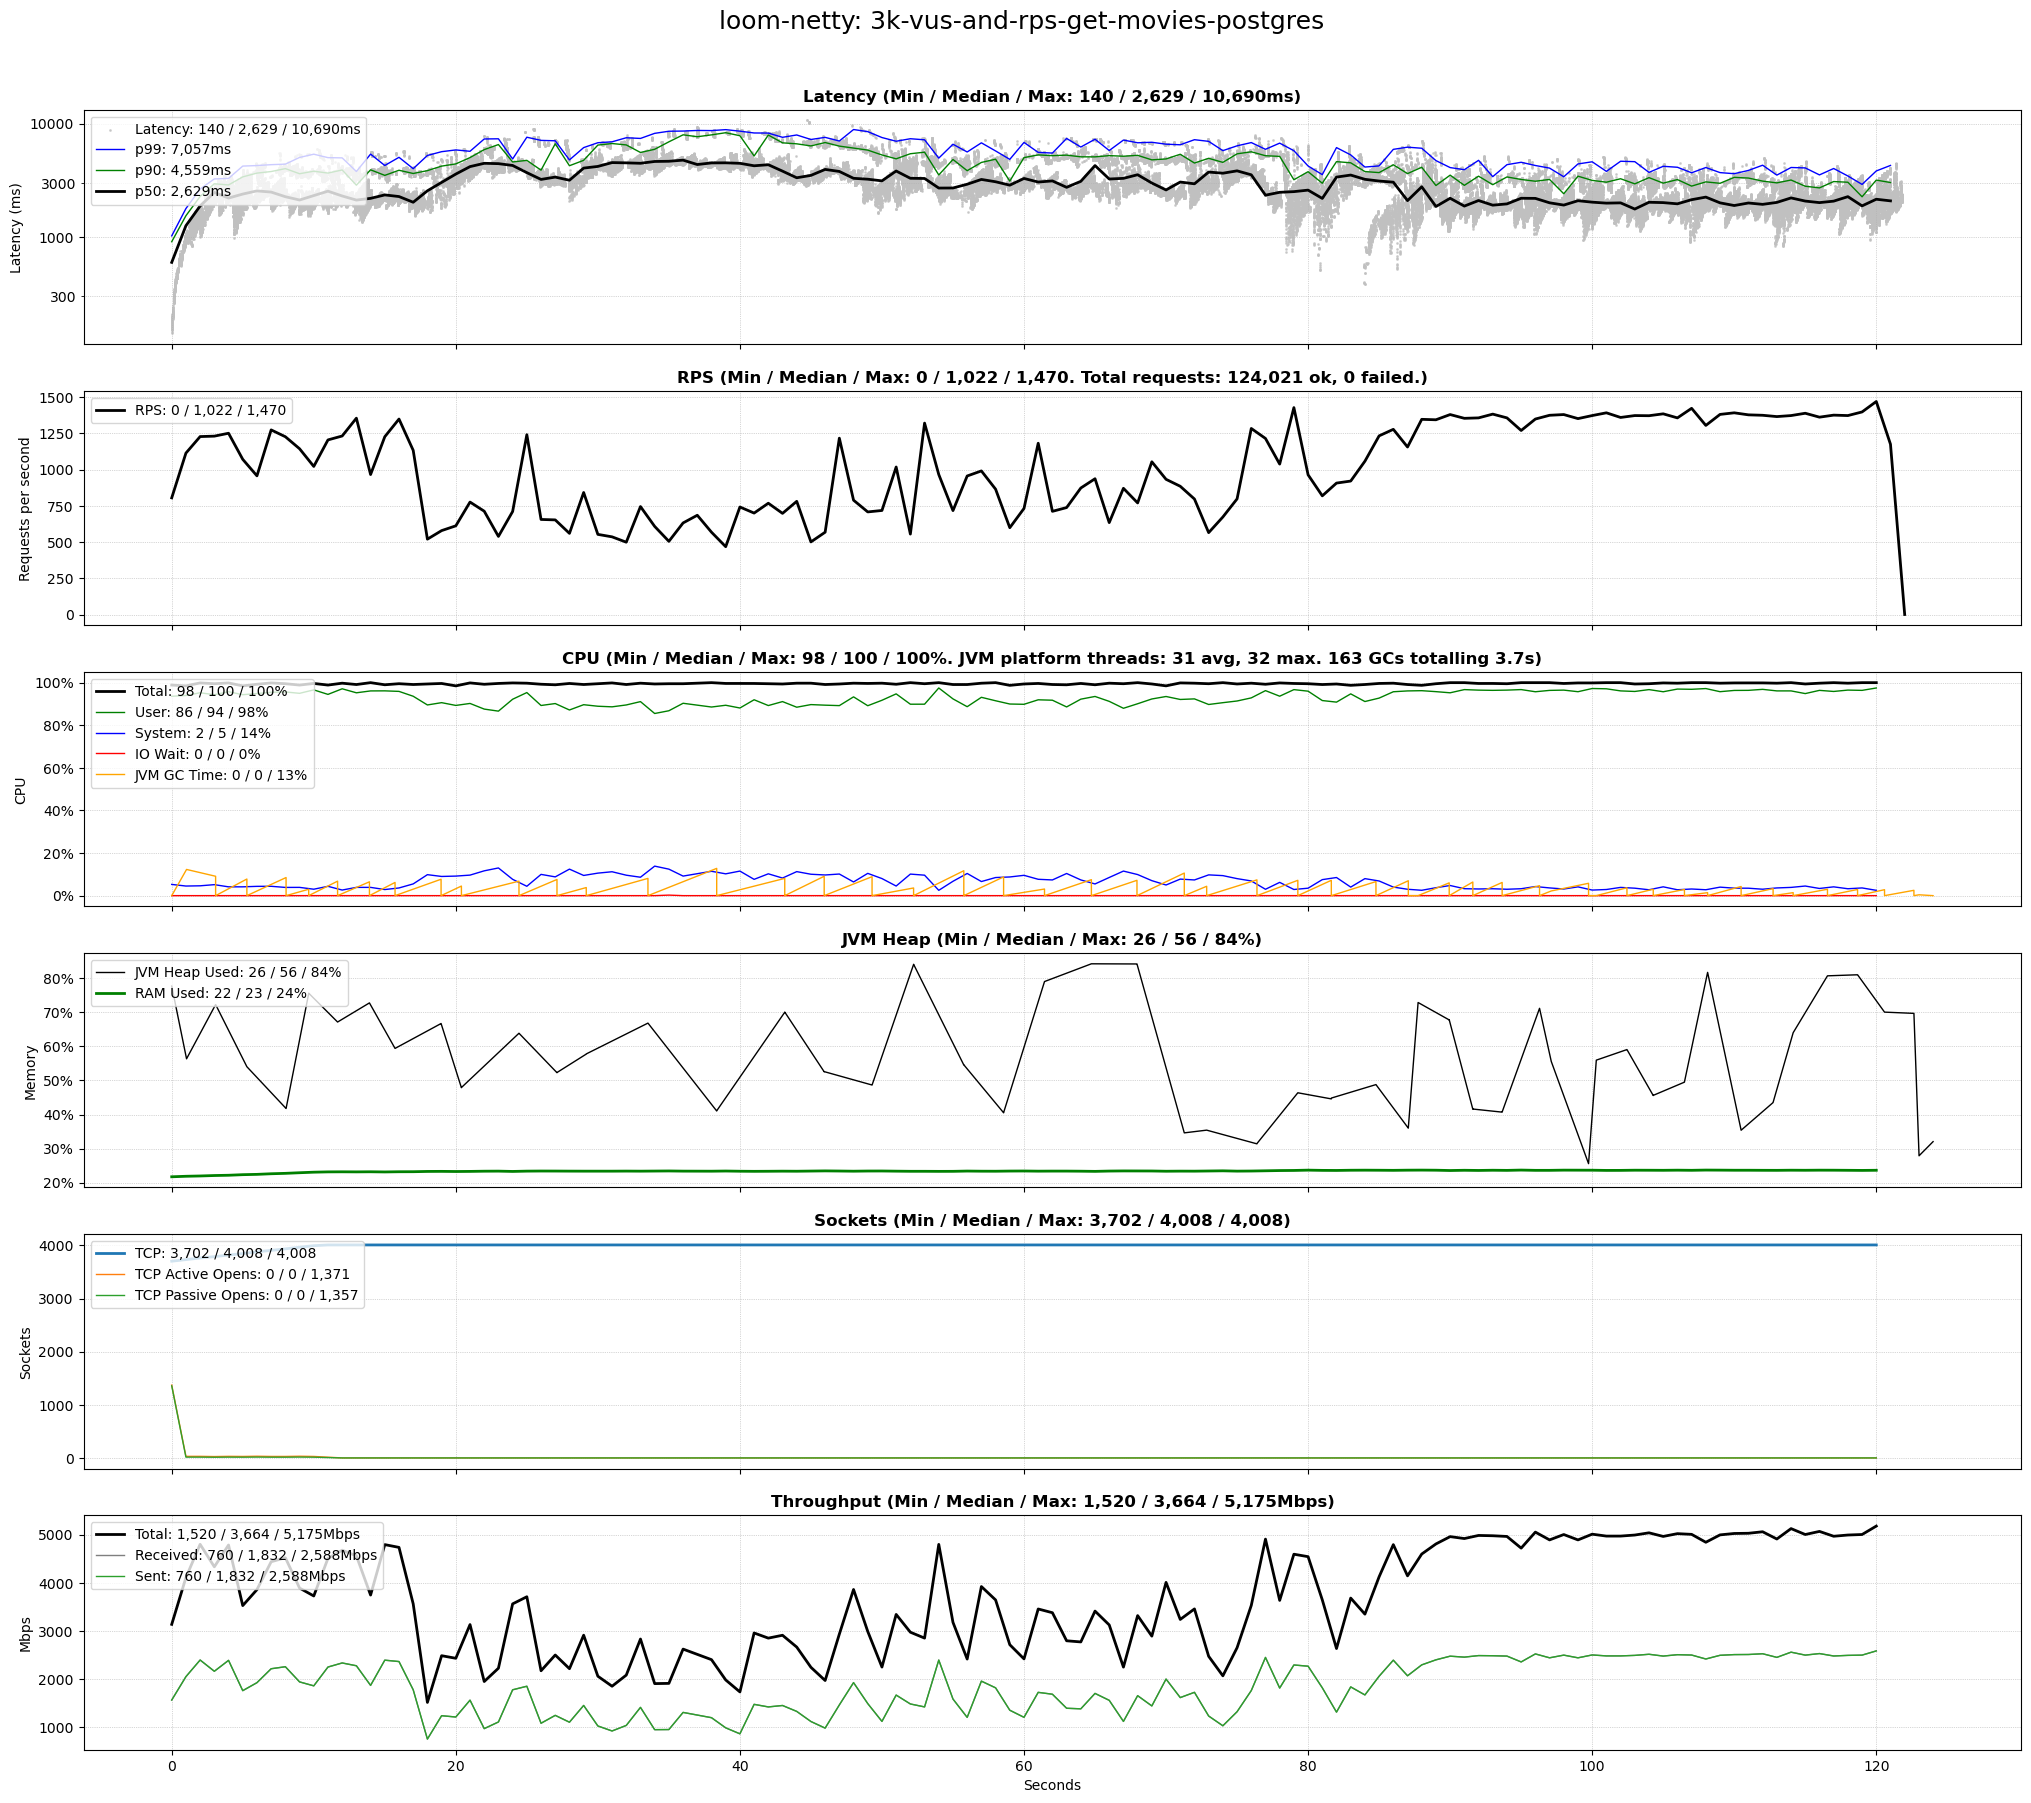 loom-netty: 3k-vus-and-rps-get-movies-postgres
Latency (Min / Median / Max: 140 / 2,629 / 10,690ms)
Latency: 140 / 2,629 / 10,690ms
p99: 7,057ms
p90: 4,559ms
p50: 2,629ms
10000
3000
1000
300
Latency (ms)
RPS (Min / Median / Max: 0 / 1,022 / 1,470. Total requests: 124,021 ok, 0 failed.)
RPS: 0 / 1,022 / 1,470
1500
1250
1000
750
500
250
0
Requests per second
CPU (Min / Median / Max: 98 / 100 / 100%. JVM platform threads: 31 avg, 32 max. 163 GCs totalling 3.7s)
Total: 98 / 100 / 100%
User: 86 / 94 / 98%
System: 2 / 5 / 14%
IO Wait: 0 / 0 / 0%
JVM GC Time: 0 / 0 / 13%
100%
80%
60%
40%
20%
0%
CPU
JVM Heap (Min / Median / Max: 26 / 56 / 84%)
JVM Heap Used: 26 / 56 / 84%
RAM Used: 22 / 23 / 24%
80%
70%
60%
50%
40%
30%
20%
Memory
Sockets (Min / Median / Max: 3,702 / 4,008 / 4,008)
TCP: 3,702 / 4,008 / 4,008
TCP Active Opens: 0 / 0 / 1,371
TCP Passive Opens: 0 / 0 / 1,357
4000
3000
2000
1000
0
Sockets
Throughput (Min / Median / Max: 1,520 / 3,664 / 5,175Mbps)
Total: 1,520 / 3,664 / 5,175Mbps
Received: 760 / 1,832 / 2,588Mbps
Sent: 760 / 1,832 / 2,588Mbps
5000
4000
3000
2000
1000
Mbps
0 20 40 60 80 100 120
Seconds